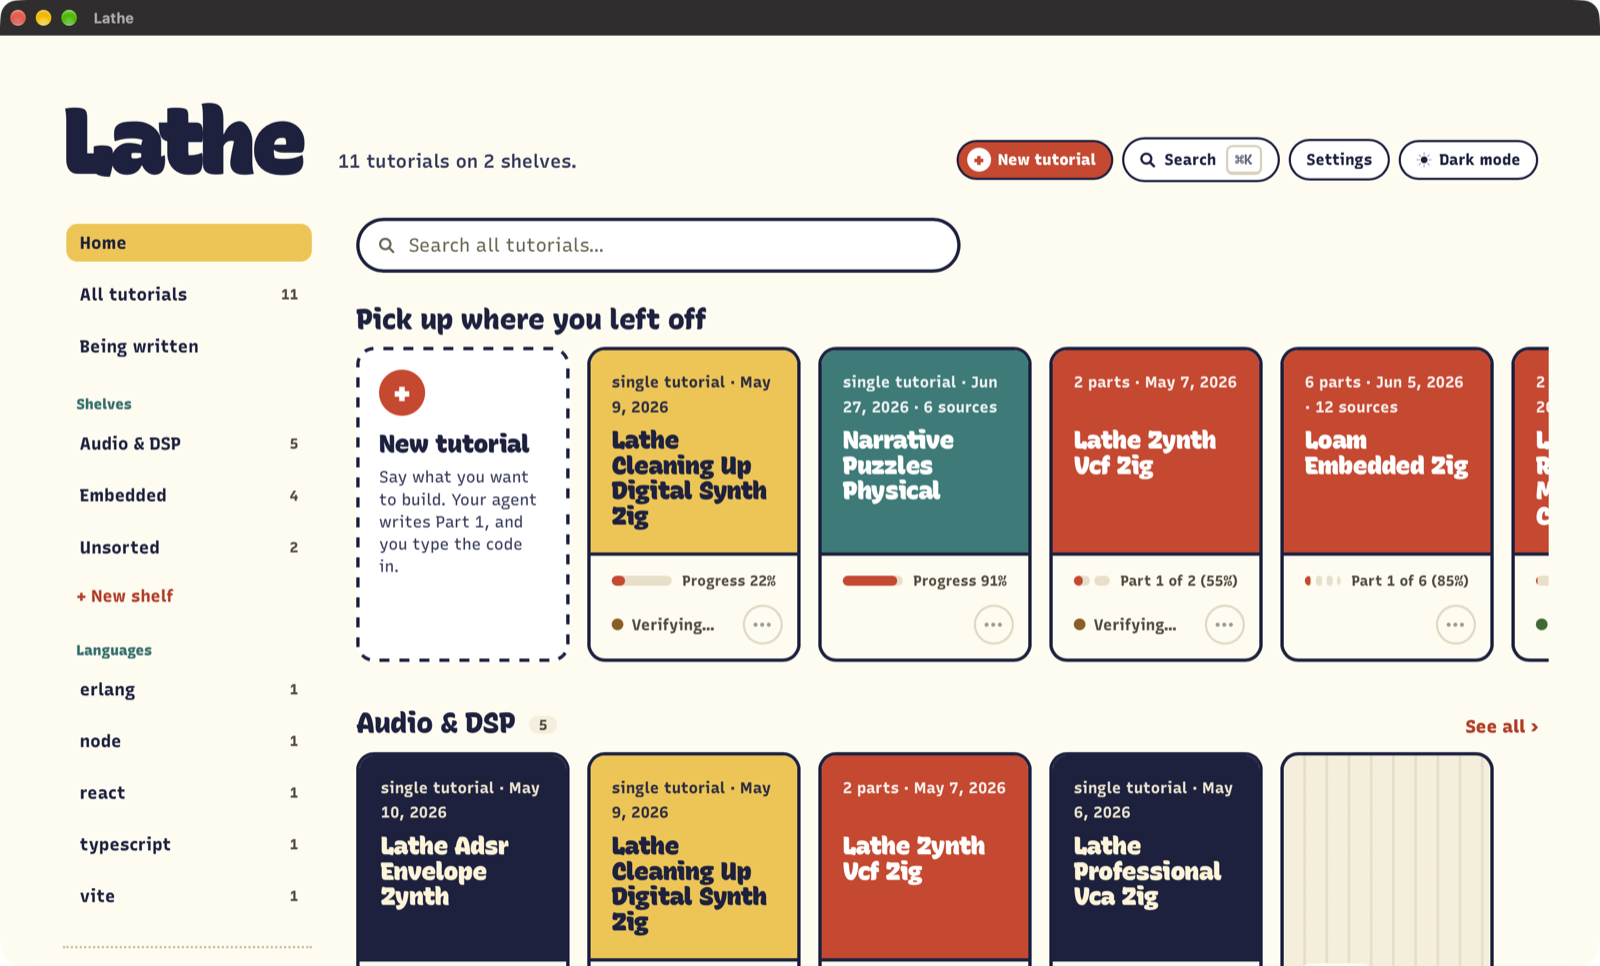 Lathe
Lathe
11 tutorials on 2 shelves.
New tutorial
Search ⌘K
Settings
Dark mode
Home
All tutorials 11
Being written
Shelves
Audio & DSP 5
Embedded 4
Unsorted 2
+ New shelf
Languages
erlang 1
node 1
react 1
typescript 1
vite 1
Search all tutorials...
Pick up where you left off
New tutorial
Say what you want
to build. Your agent
writes Part 1, and
you type the code
in.
single tutorial · May
9, 2026
Lathe
Cleaning Up
Digital Synth
Zig
Progress 22%
Verifying...
single tutorial · Jun
27, 2026 · 6 sources
Narrative
Puzzles
Physical
Progress 91%
2 parts · May 7, 2026
Lathe Zynth
Vcf Zig
Part 1 of 2 (55%)
Verifying...
6 parts · Jun 5, 2026
· 12 sources
Loam
Embedded Zig
Part 1 of 6 (85%)
2
Audio & DSP 5
See all ›
single tutorial · May
10, 2026
Lathe Adsr
Envelope
Zynth
single tutorial · May
9, 2026
Lathe
Cleaning Up
Digital Synth
Zig
2 parts · May 7, 2026
Lathe Zynth
Vcf Zig
single tutorial · May
6, 2026
Lathe
Professional
Vca Zig